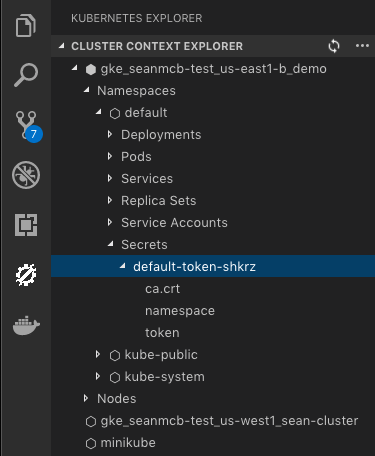 KUBERNETES EXPLORER
CLUSTER CONTEXT EXPLORER
gke_seanmcb-test_us-east1-b_demo
Namespaces
default
Deployments
Pods
Services
Replica Sets
Service Accounts
Secrets
default-token-shkrz
ca.crt
namespace
token
kube-public
kube-system
Nodes
gke_seanmcb-test_us-west1_sean-cluster
minikube
7